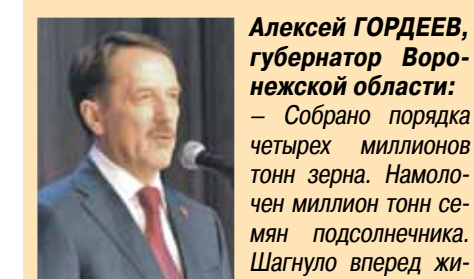 Алексей ГОРДЕЕВ,
губернатор Воро-
нежской области:
– Собрано порядка
четырех миллионов
тонн зерна. Намоло-
чен миллион тонн се-
мян подсолнечника.
Шагнуло вперед жи-